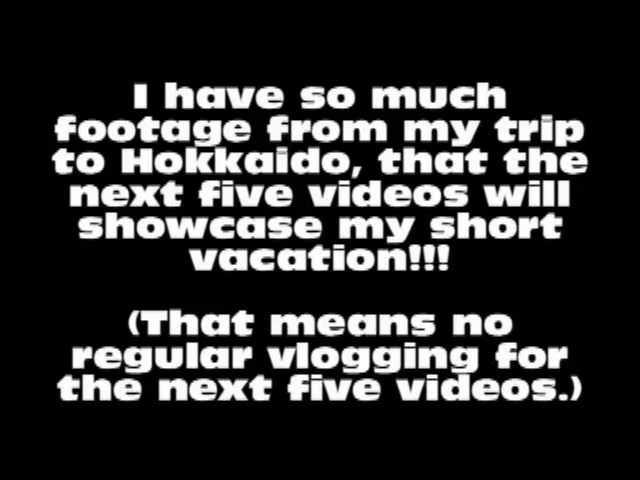 I have so much
footage from my trip
to Hokkaido, that the
next five videos will
showcase my short
vacation!!!
(That means no
regular vlogging for
the next five videos.)